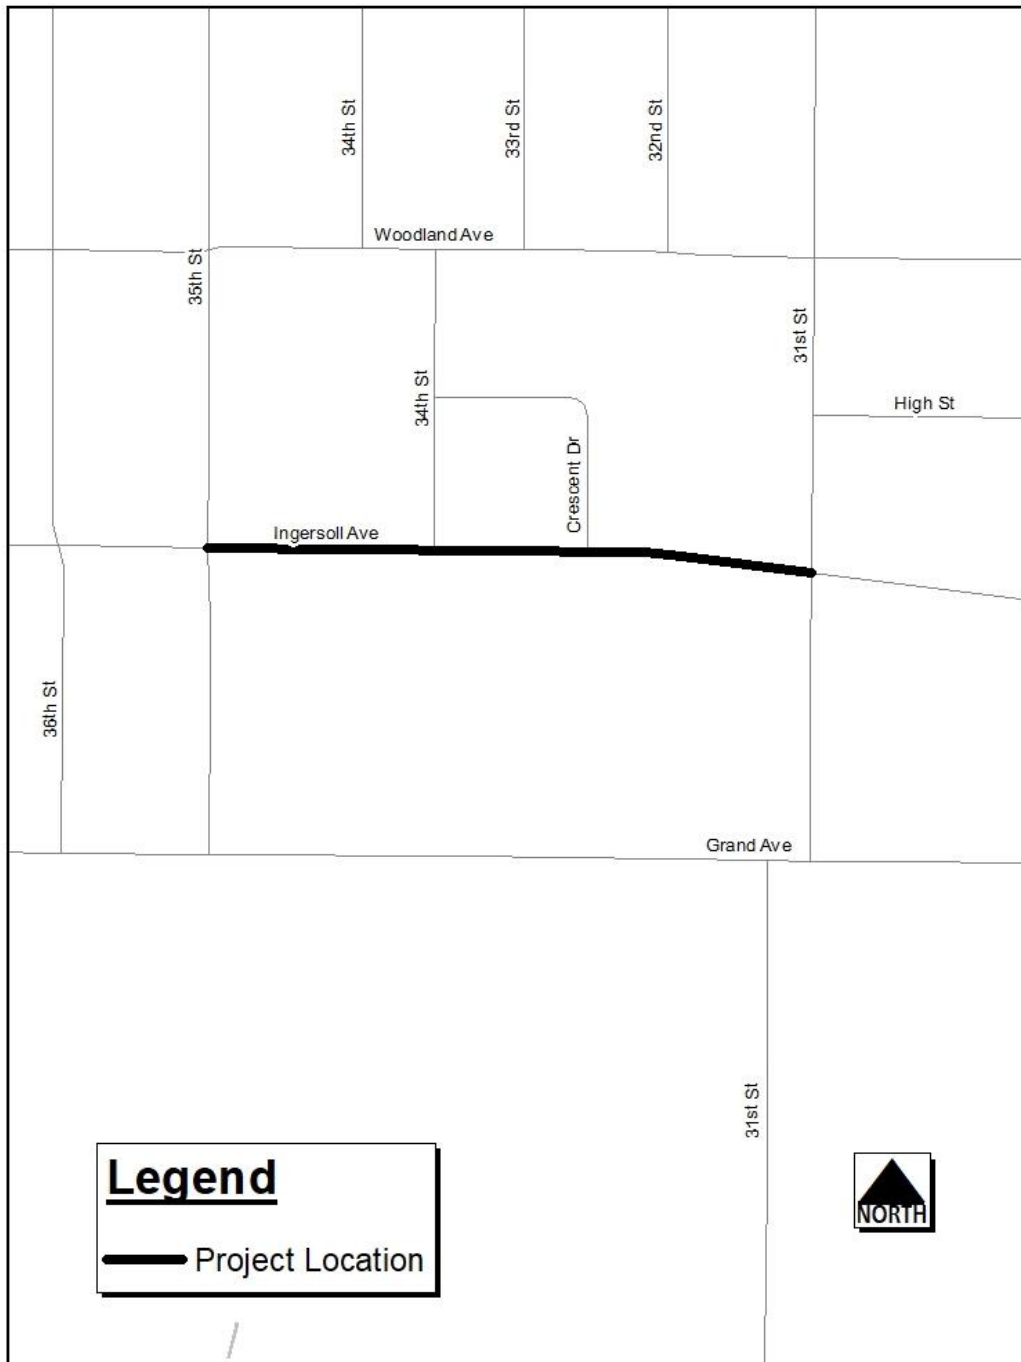 34th St
33rd St
32nd St
Woodland Ave
35th St
31st St
34th St
High St
Crescent Dr
Ingersoll Ave
36th St
Grand Ave
31st St
Legend
Project Location
NORTH